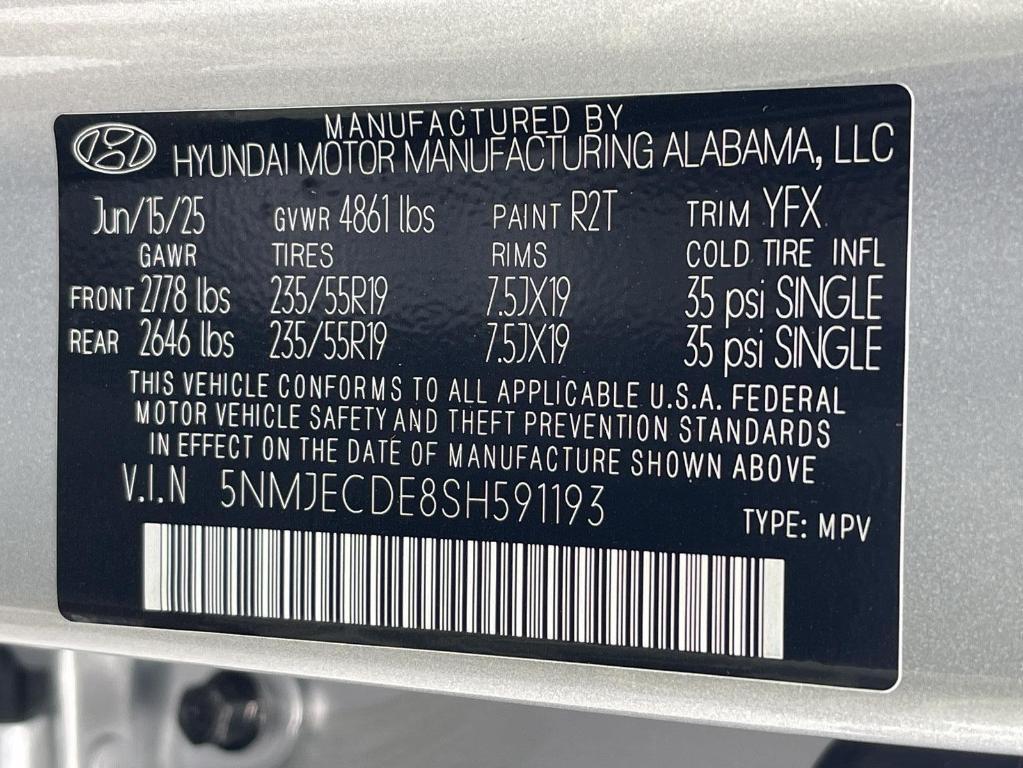 MANUFACTURED BY
HYUNDAI MOTOR MANUFACTURING ALABAMA, LLC
Jun/15/25 GVWR 4861 lbs PAINT R2T TRIM YFX
GAWR TIRES RIMS COLD TIRE INFL
FRONT 2778 lbs 235/55R19 7.5JX19 35 psi SINGLE
REAR 2646 lbs 235/55R19 7.5JX19 35 psi SINGLE
THIS VEHICLE CONFORMS TO ALL APPLICABLE U.S.A. FEDERAL
MOTOR VEHICLE SAFETY AND THEFT PREVENTION STANDARDS
IN EFFECT ON THE DATE OF MANUFACTURE SHOWN ABOVE
V.I.N 5NMJECDE8SH591193
TYPE: MPV